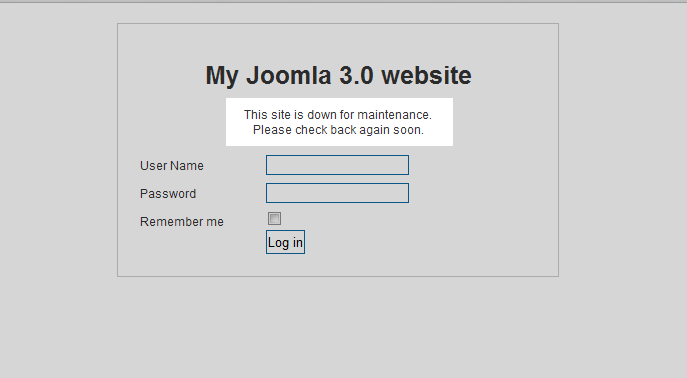 My Joomla 3.0 website
This site is down for maintenance.
Please check back again soon.
User Name
Password
Remember me
Log in